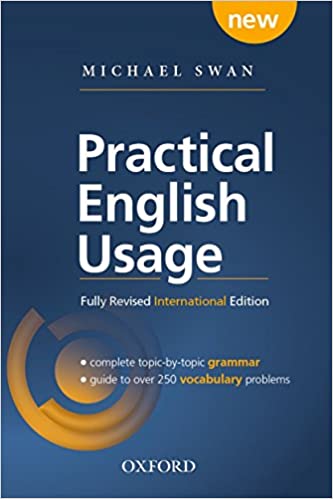 new
MICHAEL SWAN
Practical
English
Usage
Fully Revised International Edition
• complete topic-by-topic grammar
• guide to over 250 vocabulary problems
OXFORD